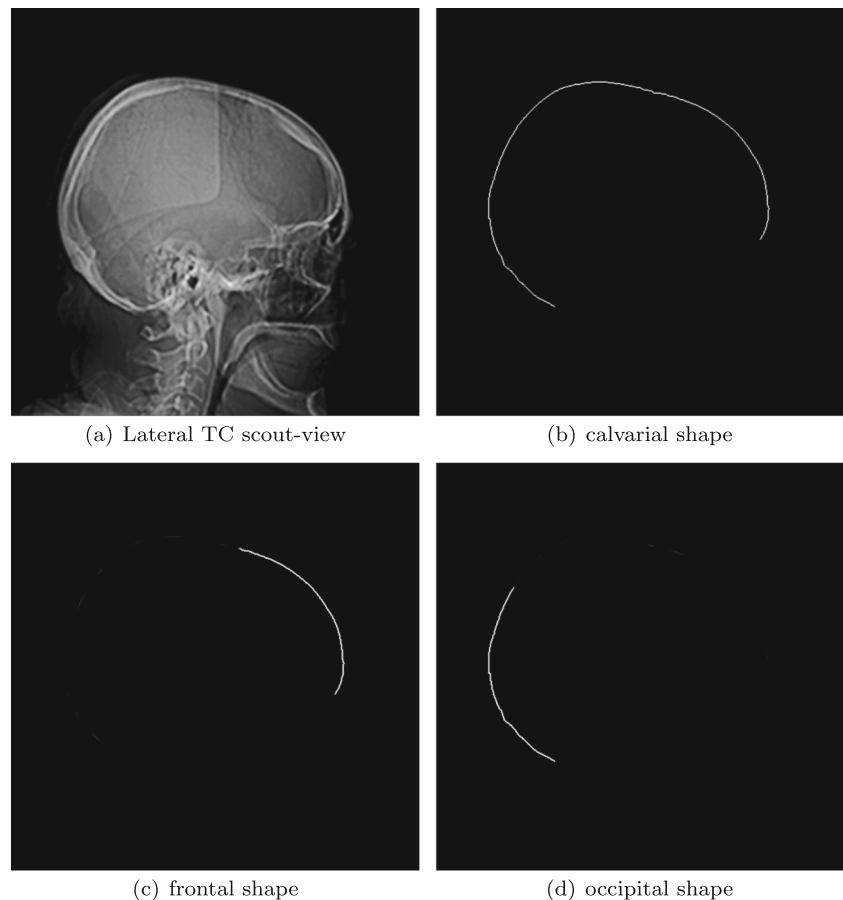 (a) Lateral TC scout-view
(b) calvarial shape
(c) frontal shape
(d) occipital shape